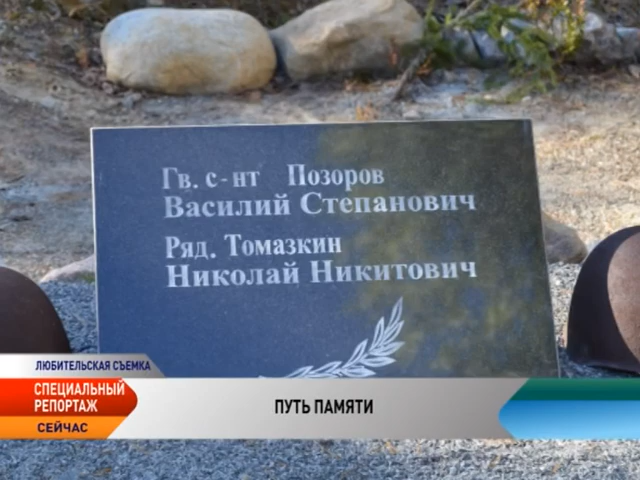 Гв. с-нт Позоров
Василий Степанович
Ряд. Томазкин
Николай Никитович
ЛЮБИТЕЛЬСКАЯ СЪЕМКА
СПЕЦИАЛЬНЫЙ
РЕПОРТАЖ
СЕЙЧАС
ПУТЬ ПАМЯТИ